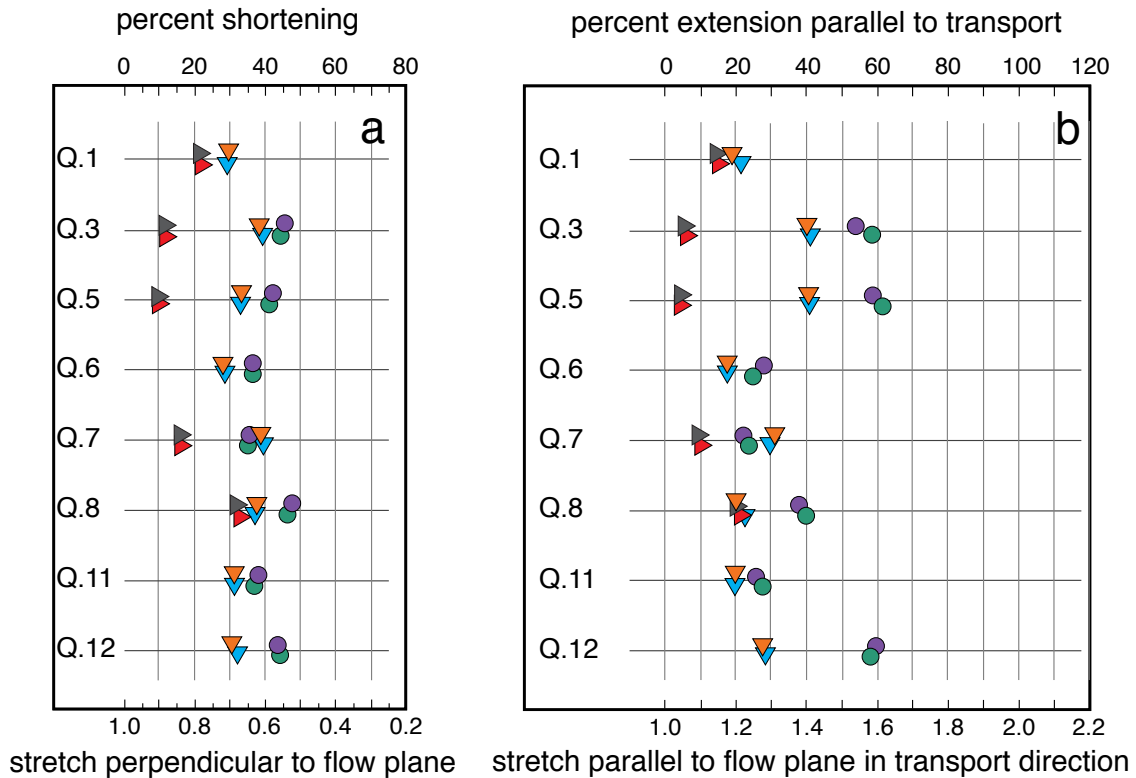 percent shortening
0 20 40 60 80
a
Q.1
Q.3
Q.5
Q.6
Q.7
Q.8
Q.11
Q.12
1.0 0.8 0.6 0.4 0.2
stretch perpendicular to flow plane
percent extension parallel to transport
0 20 40 60 80 100 120
b
Q.1
Q.3
Q.5
Q.6
Q.7
Q.8
Q.11
Q.12
1.0 1.2 1.4 1.6 1.8 2.0 2.2
stretch parallel to flow plane in transport direction